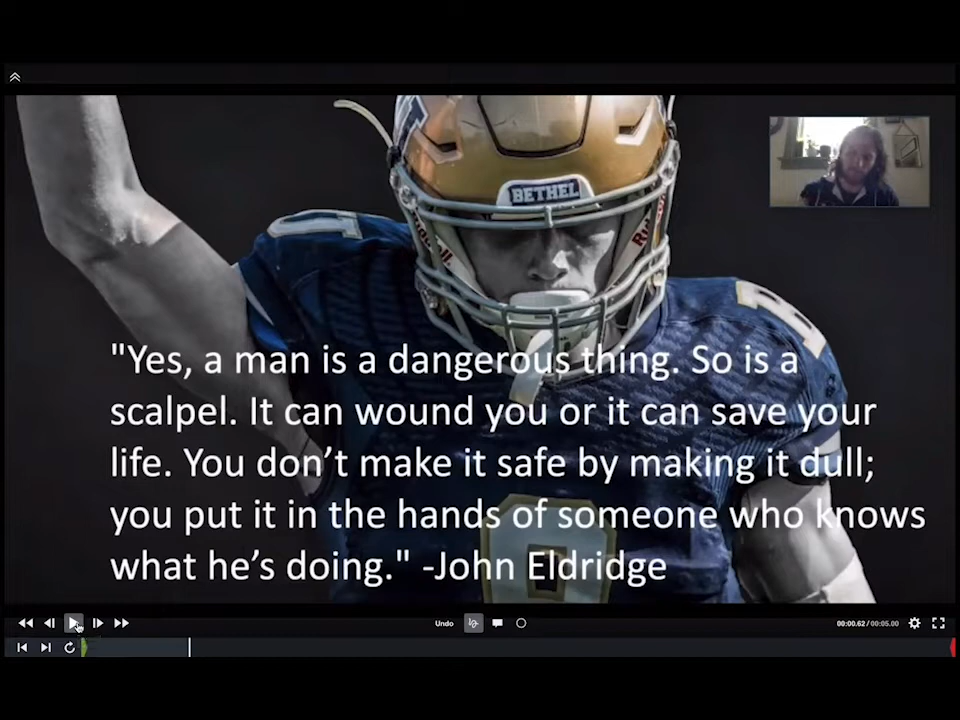 BETHEL
"Yes, a man is a dangerous thing. So is a
scalpel. It can wound you or it can save your
life. You don’t make it safe by making it dull;
you put it in the hands of someone who knows
what he’s doing." -John Eldridge
Undo
00:00.62 / 00:05.00